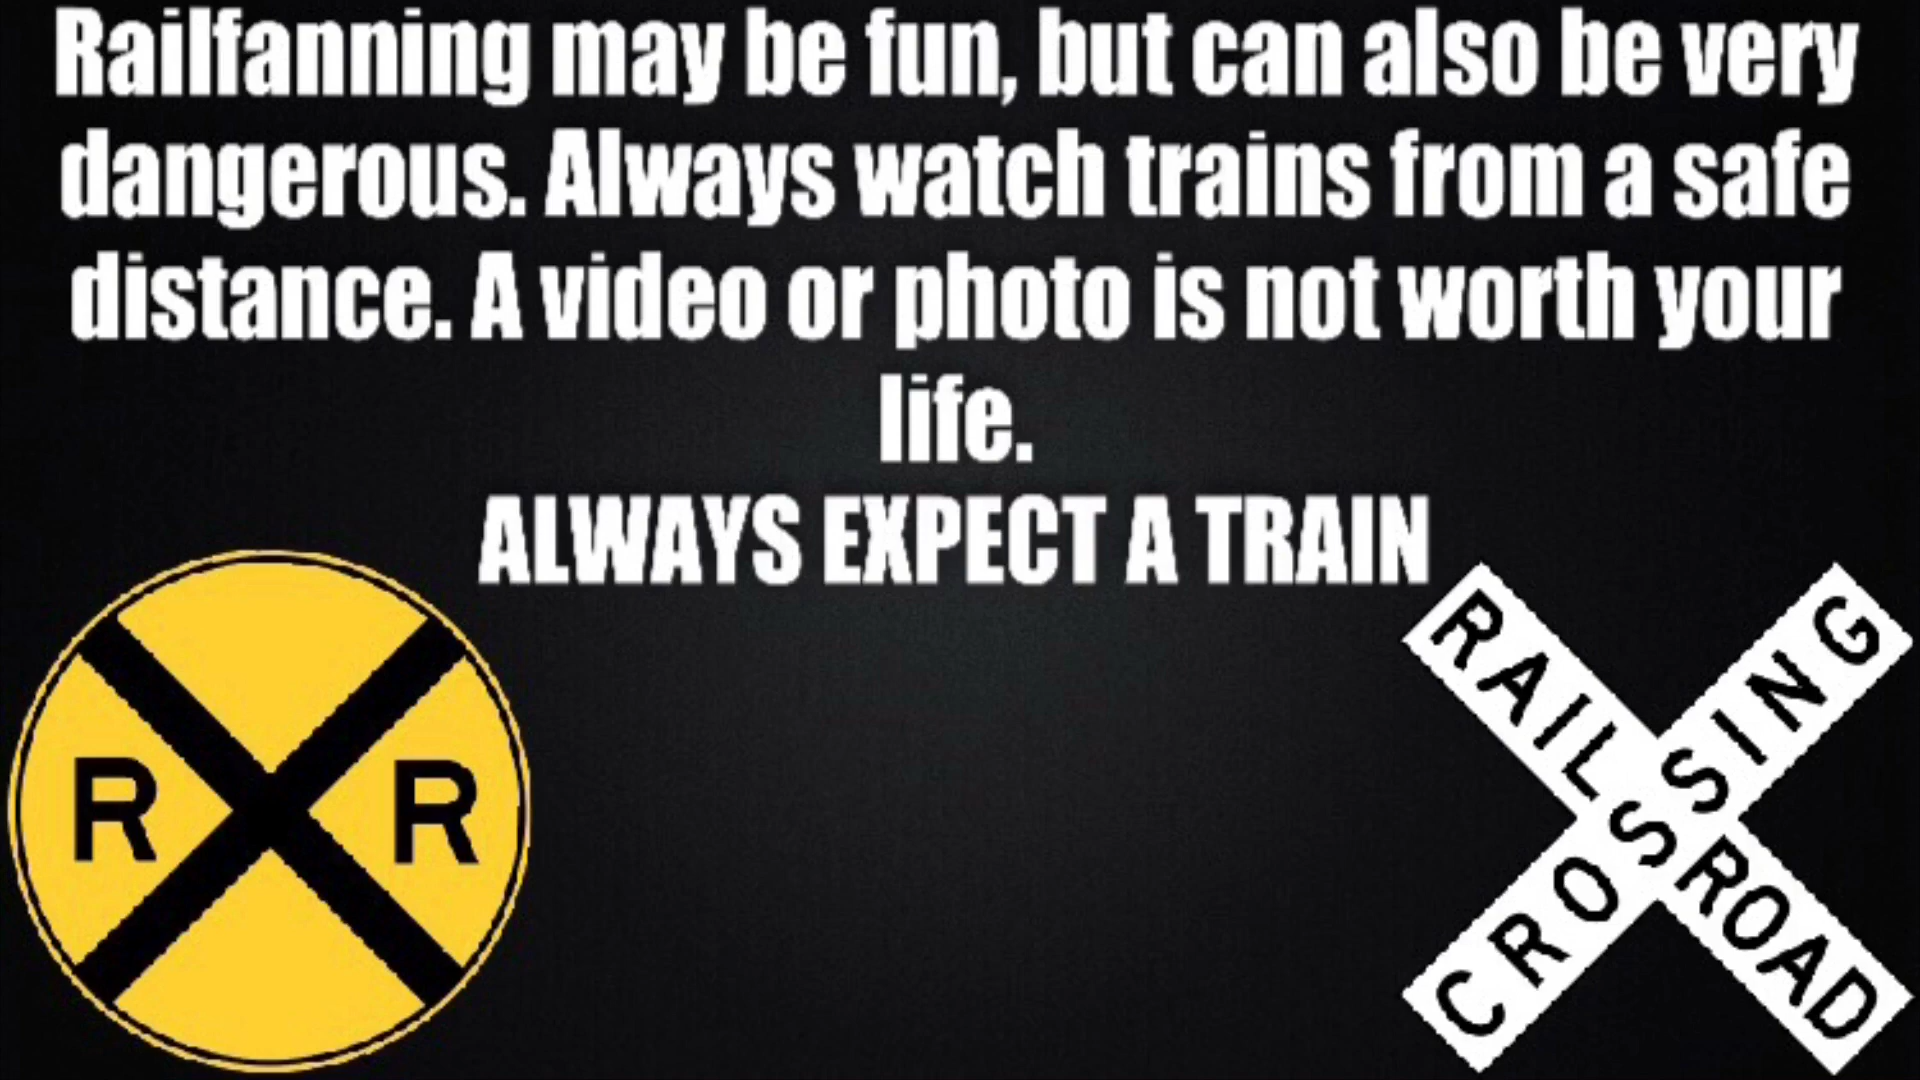 Railfanning may be fun, but can also be very
dangerous. Always watch trains from a safe
distance. A video or photo is not worth your
life.
ALWAYS EXPECT A TRAIN
R R
RAILROAD
CROSSING